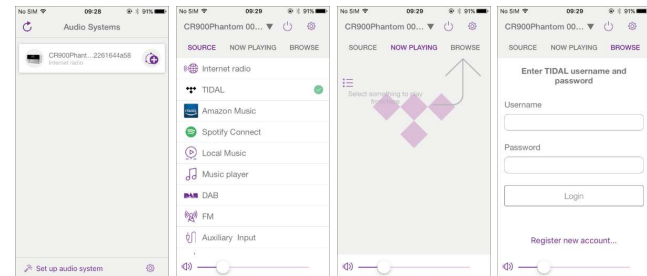 No SIM 09:28 91%
Audio Systems
CR900Phant...2261644a58
Internet radio
Set up audio system
No SIM 09:29 91%
CR900Phantom 00... ▼
SOURCE NOW PLAYING BROWSE
Internet radio
TIDAL
Amazon Music
Spotify Connect
Local Music
Music player
DAB
FM
Auxiliary Input
No SIM 09:29 91%
CR900Phantom 00... ▼
SOURCE NOW PLAYING BROWSE
Select something to play
from here
No SIM 09:29 91%
CR900Phantom 00... ▼
SOURCE NOW PLAYING BROWSE
Enter TIDAL username and
password
Username
Password
Login
Register new account...